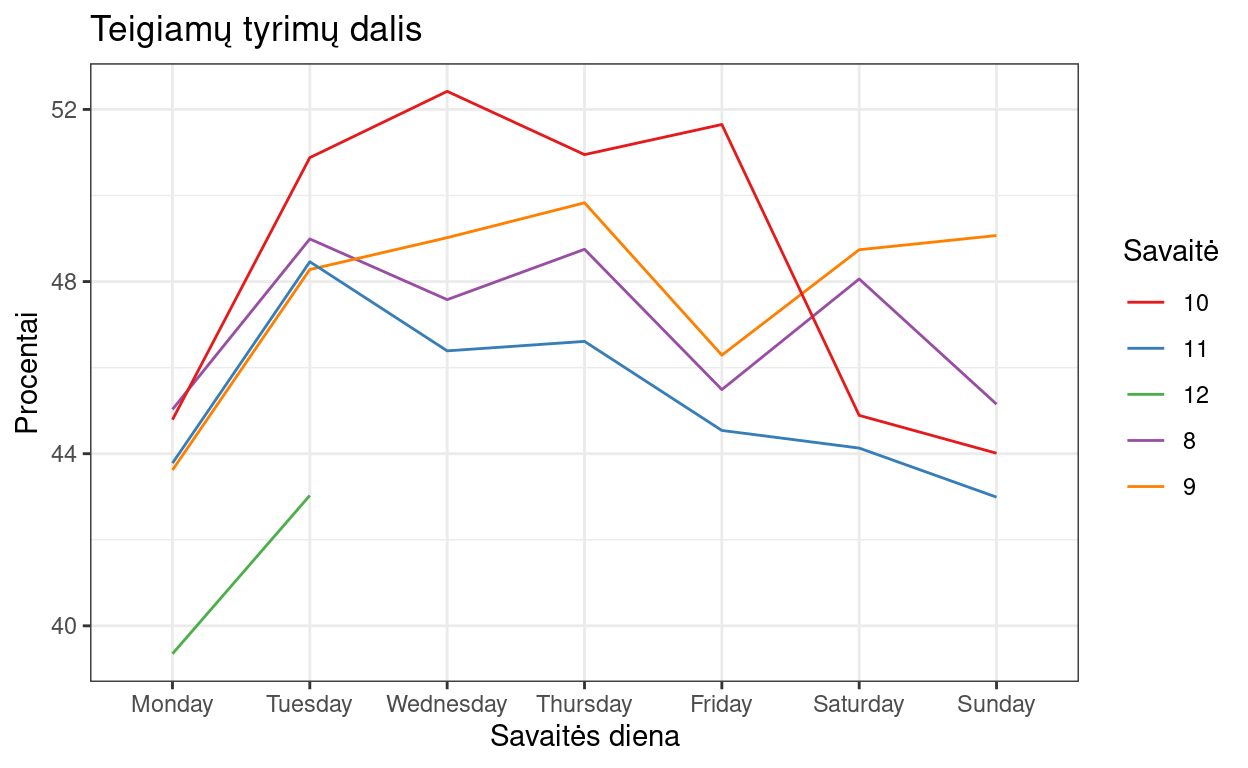 Teigiamų tyrimų dalis
Procentai
52
48
44
40
Monday Tuesday Wednesday Thursday Friday Saturday Sunday
Savaitės diena
Savaitė
10
11
12
8
9